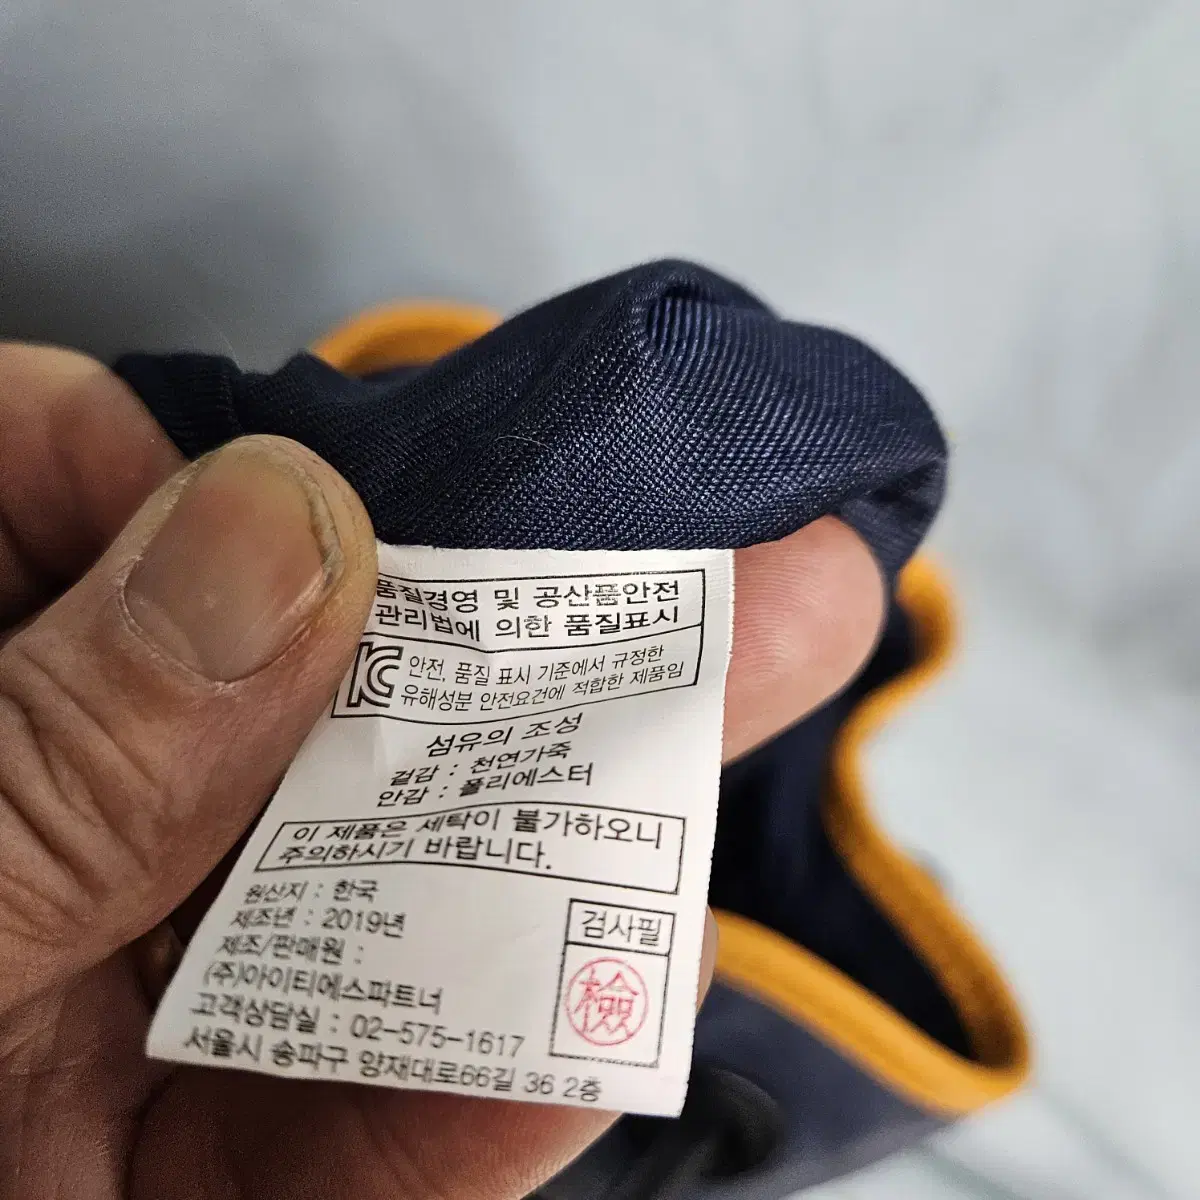 품질경영 및 공산품안전
관리법에 의한 품질표시
KC 안전, 품질 표시 기준에서 규정한
유해성분 안전요건에 적합한 제품임
섬유의 조성
겉감 : 천연가죽
안감 : 폴리에스터
이 제품은 세탁이 불가하오니
주의하시기 바랍니다.
원산지 : 한국
제조년 : 2019년
제조/판매원 :
(주)아이티에스파트너
고객상담실 : 02-575-1617
서울시 송파구 양재대로66길 36 2층
검사필
檢